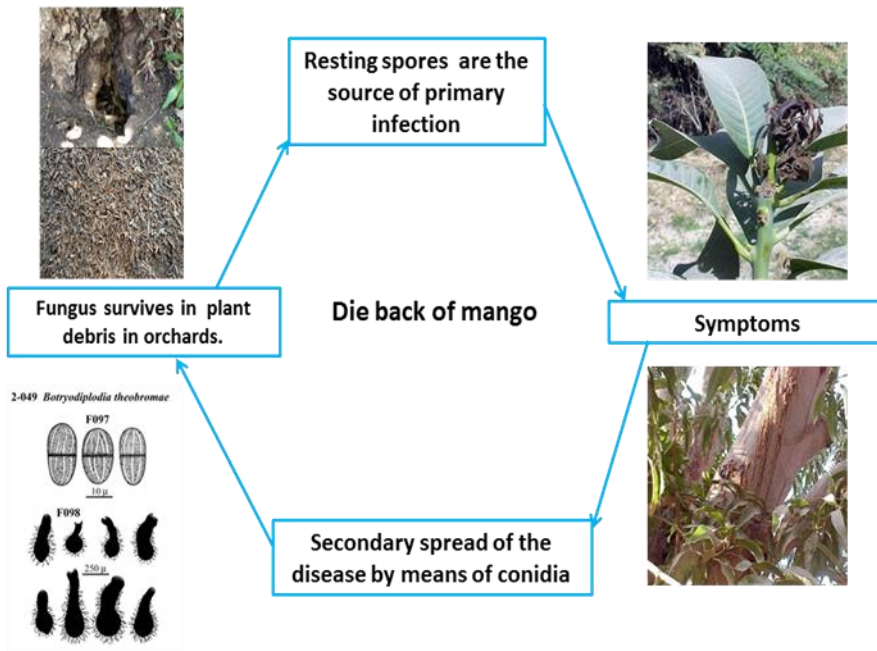 Resting spores are the
source of primary
infection
Fungus survives in plant
debris in orchards.
Die back of mango
Symptoms
2-049 Botryodiplodia theobromae
F097
10 µ
F098
250 µ
Secondary spread of the
disease by means of conidia